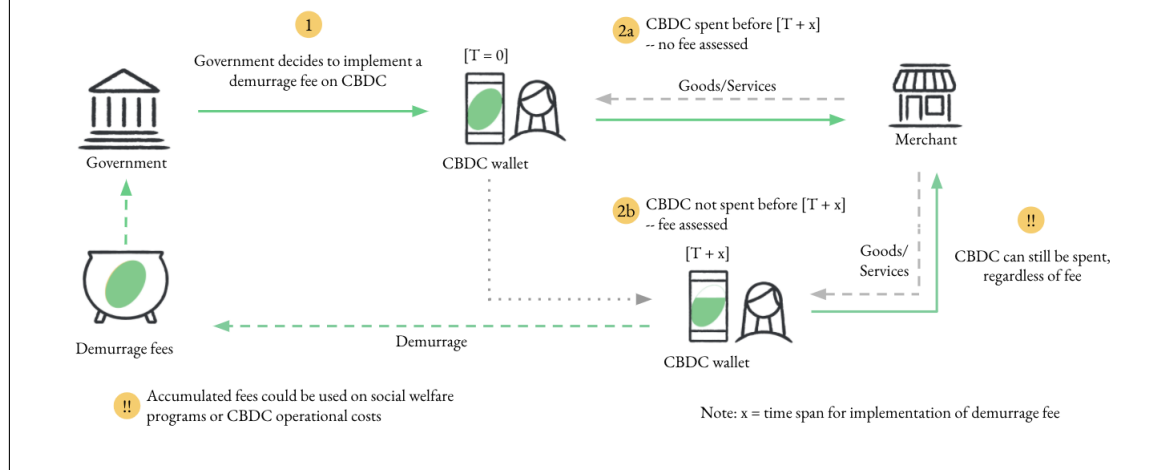 1
Government decides to implement a
demurrage fee on CBDC
Government
[T = 0]
CBDC wallet
2a
CBDC spent before [T + x]
-- no fee assessed
Goods/Services
Merchant
2b
CBDC not spent before [T + x]
-- fee assessed
[T + x]
CBDC wallet
Goods/
Services
!!
CBDC can still be spent,
regardless of fee
Demurrage
Demurrage fees
!!
Accumulated fees could be used on social welfare
programs or CBDC operational costs
Note: x = time span for implementation of demurrage fee